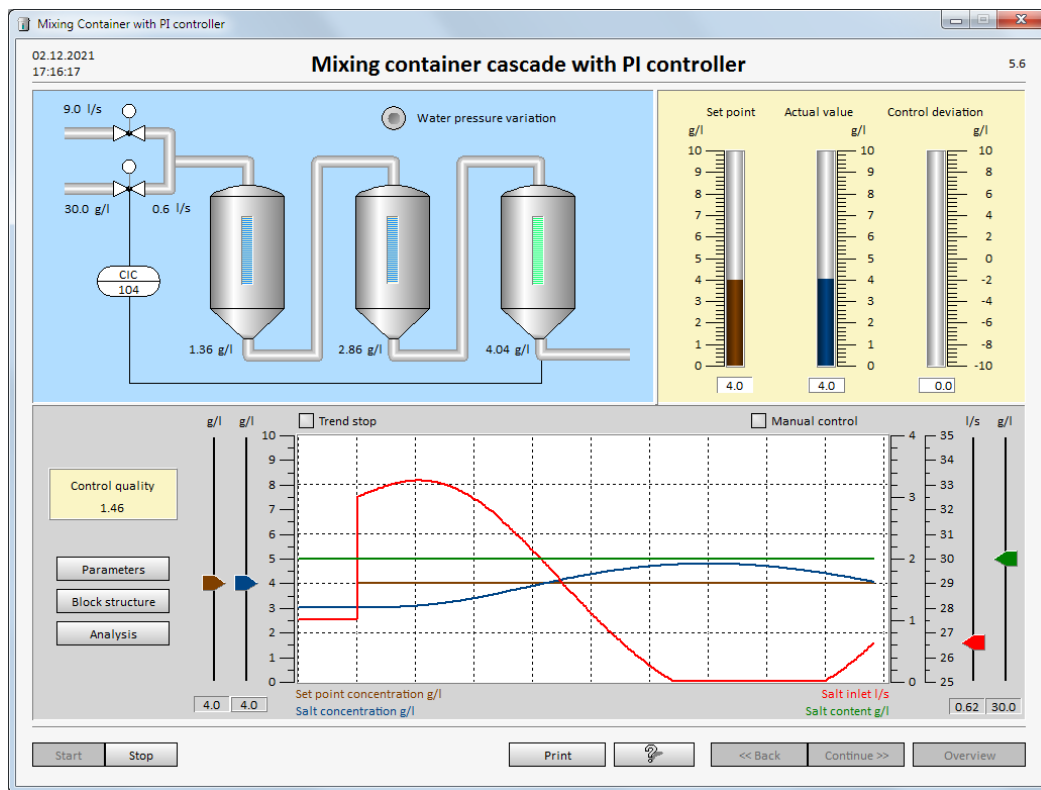 Mixing Container with PI controller
02.12.2021
17:16:17
Mixing container cascade with PI controller
5.6
9.0 l/s
Water pressure variation
30.0 g/l
0.6 l/s
CIC
104
1.36 g/l
2.86 g/l
4.04 g/l
Set point
Actual value
Control deviation
g/l
g/l
g/l
10
9
8
7
6
5
4
3
2
1
0
10
9
8
7
6
5
4
3
2
1
0
10
8
6
4
2
0
-2
-4
-6
-8
-10
4.0
4.0
0.0
Control quality
1.46
Parameters
Block structure
Analysis
g/l
g/l
4.0
4.0
Trend stop
Manual control
10
9
8
7
6
5
4
3
2
1
0
4
3
2
1
0
35
34
33
32
31
30
29
28
27
26
25
l/s
g/l
Set point concentration g/l
Salt concentration g/l
Salt inlet l/s
Salt content g/l
0.62
30.0
Start
Stop
Print
?
<< Back
Continue >>
Overview